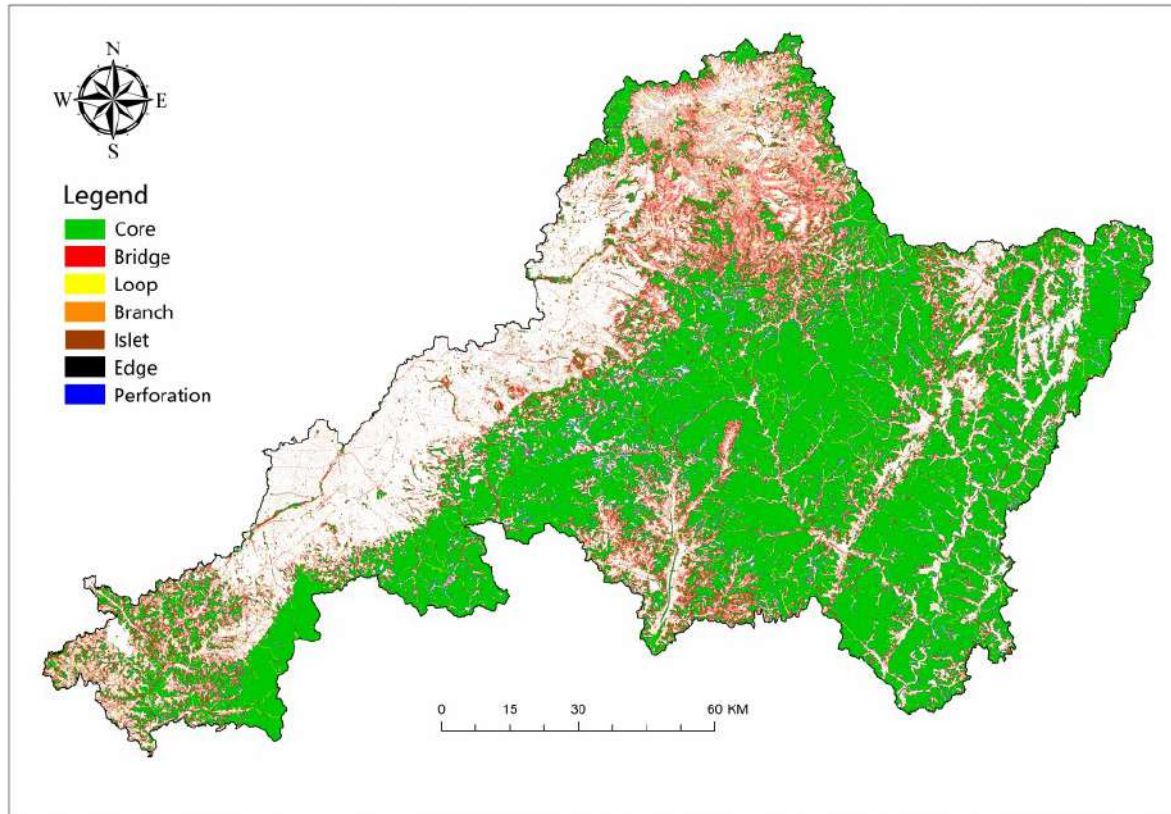 N
W E
S
Legend
Core
Bridge
Loop
Branch
Islet
Edge
Perforation
0 15 30 60 KM